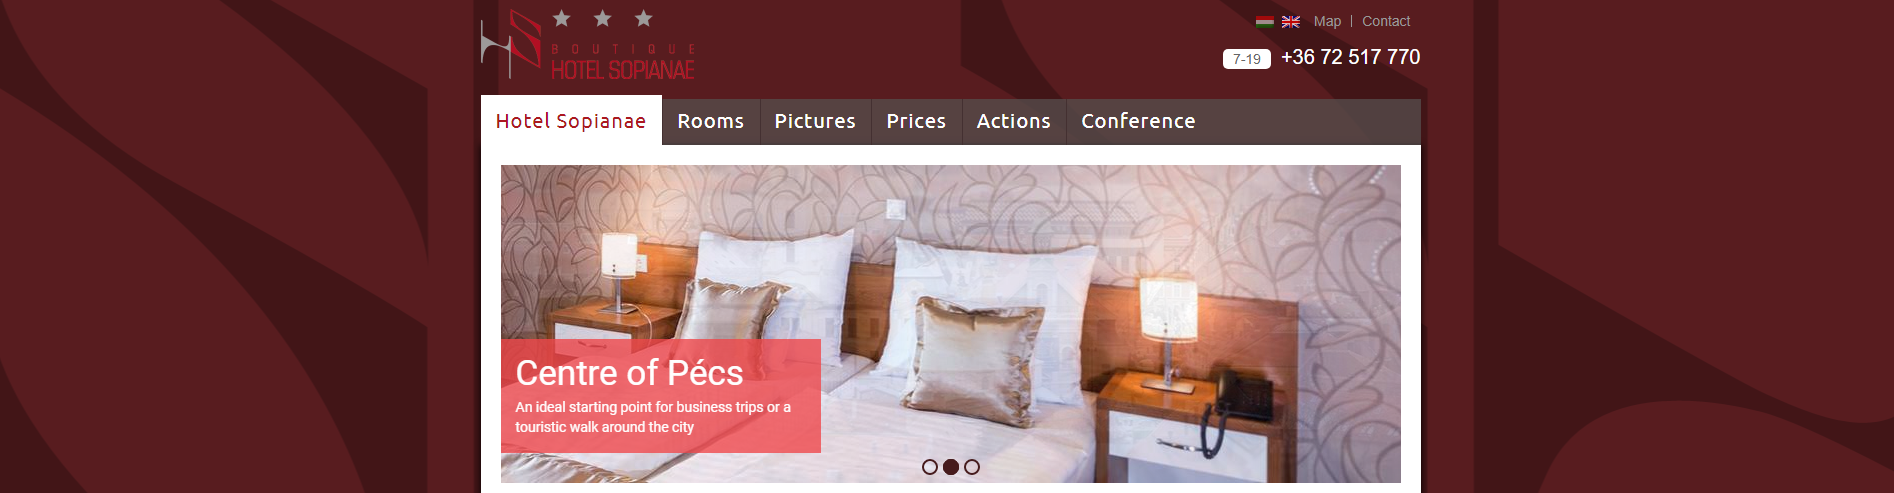 BOUTIQUE
HOTEL SOPIANAE
Map | Contact
7-19 +36 72 517 770
Hotel Sopianae Rooms Pictures Prices Actions Conference
Centre of Pécs
An ideal starting point for business trips or a
touristic walk around the city